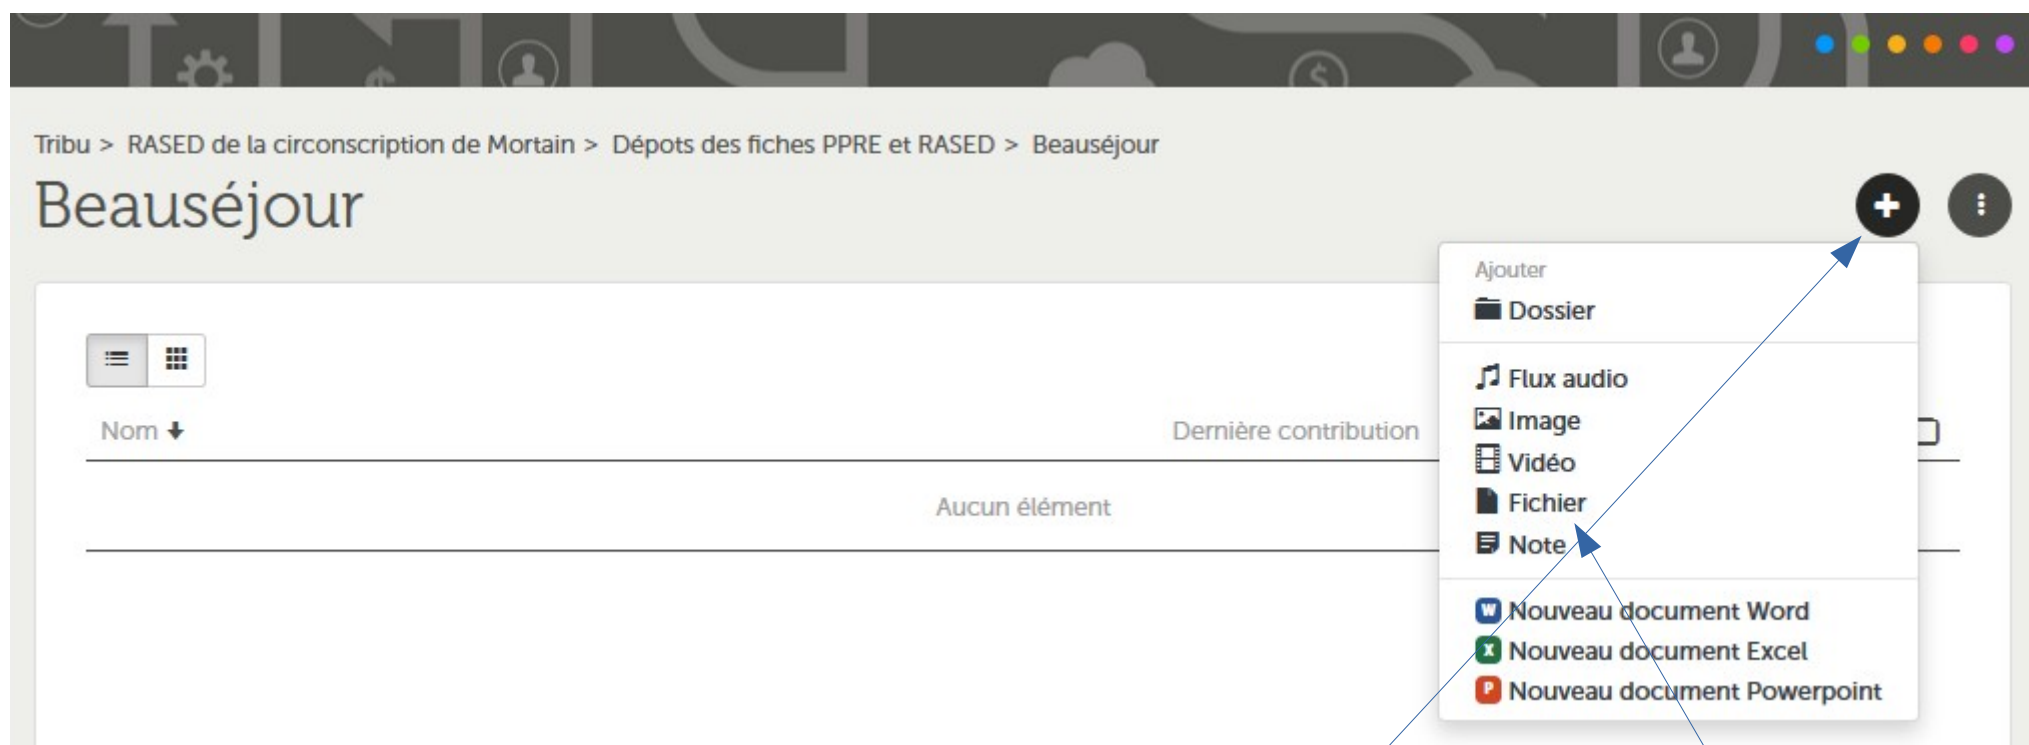 Tribu > RASED de la circonscription de Mortain > Dépots des fiches PPRE et RASED > Beauséjour
Beauséjour
Ajouter
Dossier
Flux audio
Image
Vidéo
Fichier
Note
Nouveau document Word
Nouveau document Excel
Nouveau document Powerpoint
Nom
Dernière contribution
Aucun élément